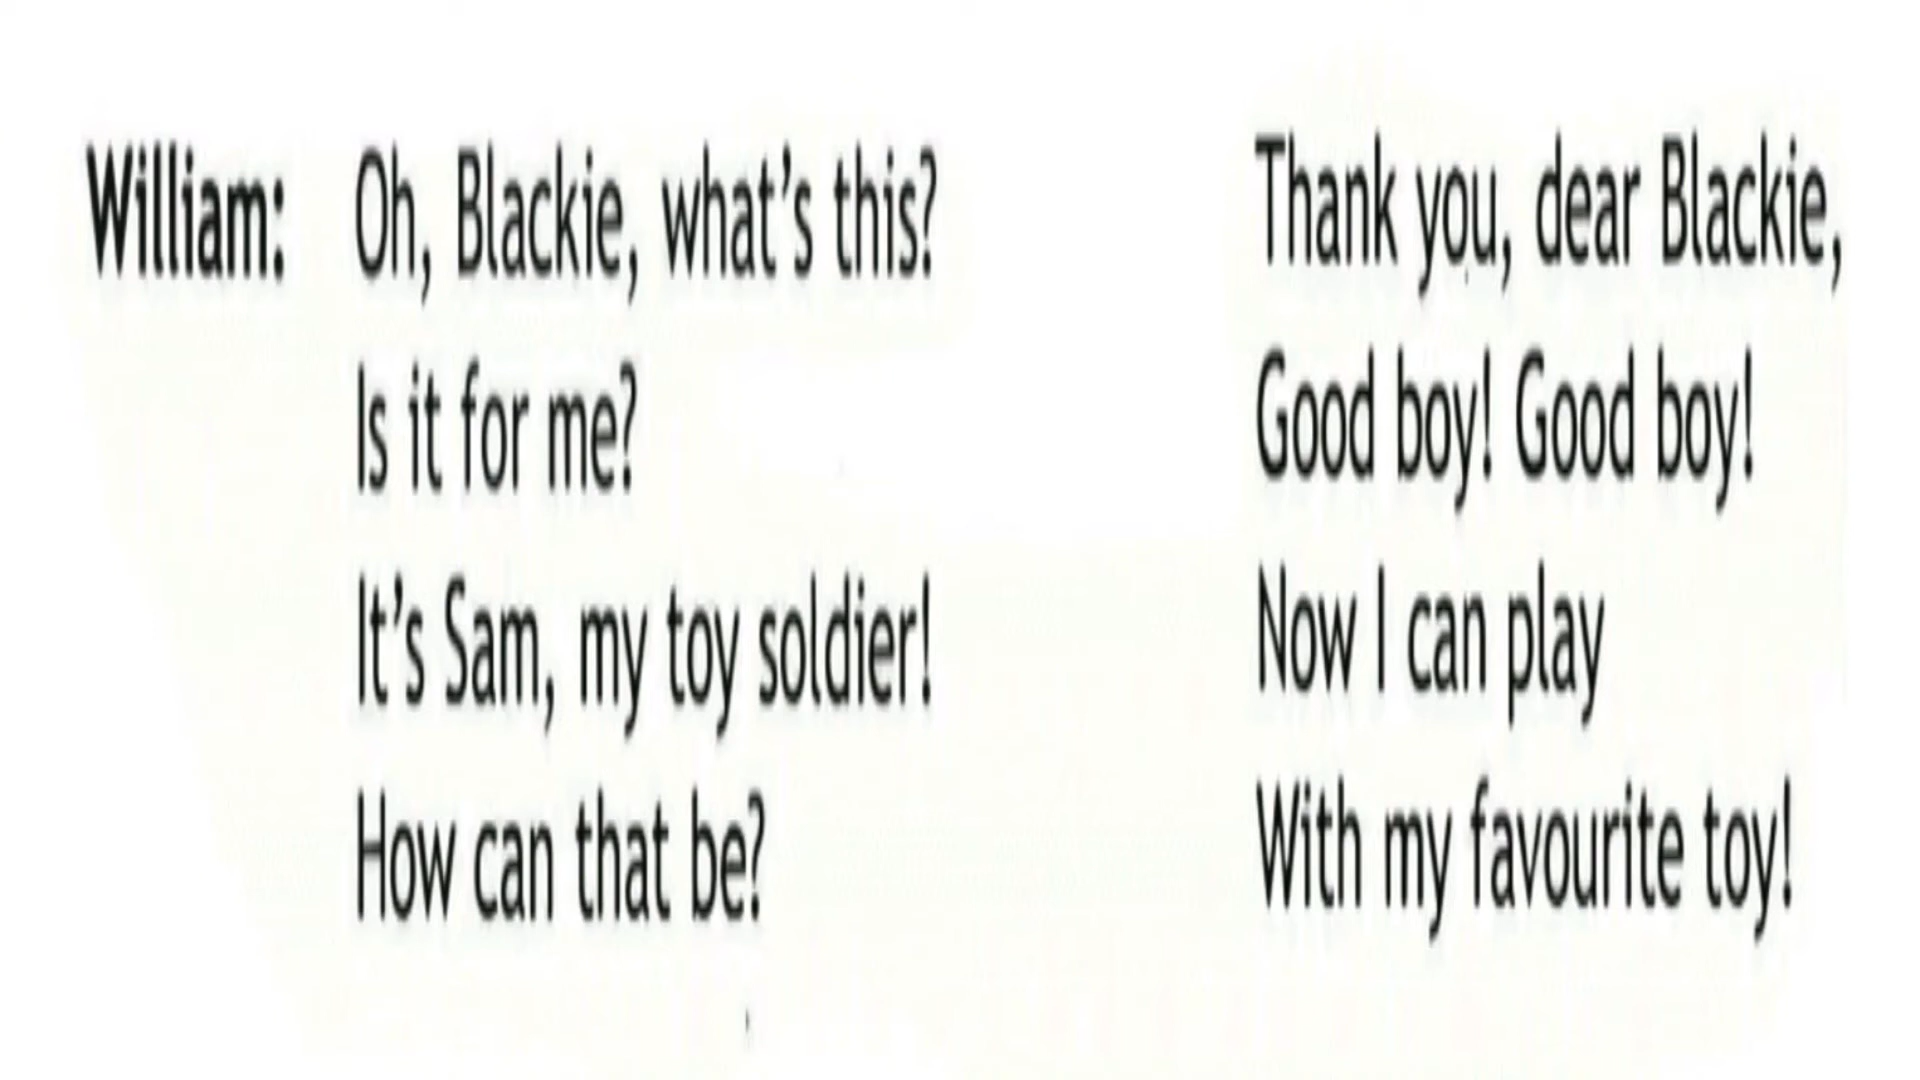 William: Oh, Blackie, what's this?
Is it for me?
It's Sam, my toy soldier!
How can that be?
Thank you, dear Blackie,
Good boy! Good boy!
Now I can play
With my favourite toy!